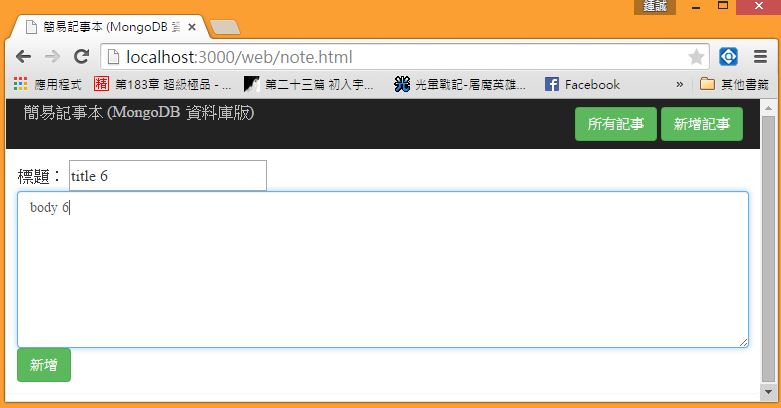 鍾誠
簡易記事本 (MongoDB 資
localhost:3000/web/note.html
應用程式 精 第183章 超級極品 - ... 第二十三篇 初入字... 光軍戰記-屠魔英雄... Facebook » 其他書籤
簡易記事本 (MongoDB 資料庫版) 所有記事 新增記事
標題： title 6
body 6
新增